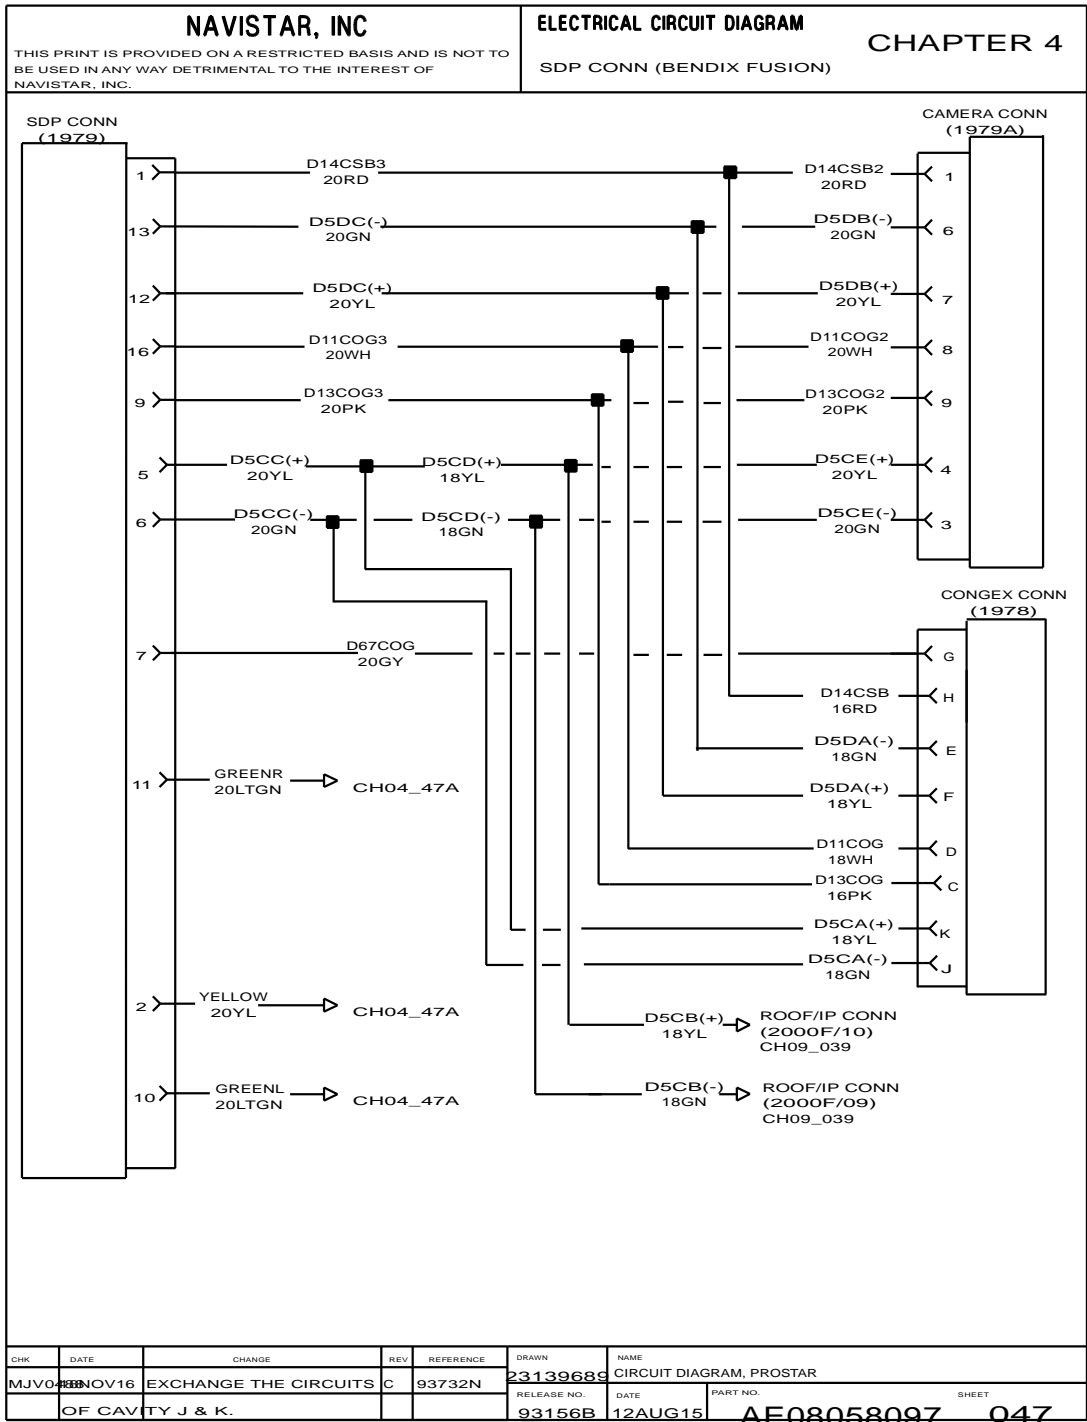 NAVISTAR, INC
THIS PRINT IS PROVIDED ON A RESTRICTED BASIS AND IS NOT TO
BE USED IN ANY WAY DETRIMENTAL TO THE INTEREST OF
NAVISTAR, INC.
ELECTRICAL CIRCUIT DIAGRAM
SDP CONN (BENDIX FUSION)
CHAPTER 4
SDP CONN
(1979)
CAMERA CONN
(1979A)
1
D14CSB3
20RD
D14CSB2
20RD
1
13
D5DC(-)
20GN
D5DB(-)
20GN
6
12
D5DC(+)
20YL
D5DB(+)
20YL
7
16
D11COG3
20WH
D11COG2
20WH
8
9
D13COG3
20PK
D13COG2
20PK
9
5
D5CC(+)
20YL
D5CD(+)
18YL
D5CE(+)
20YL
4
6
D5CC(-)
20GN
D5CD(-)
18GN
D5CE(-)
20GN
3
CONGEX CONN
(1978)
7
D67COG
20GY
G
D14CSB
16RD
H
D5DA(-)
18GN
E
11
GREENR
20LTGN
CH04_47A
D5DA(+)
18YL
F
D11COG
18WH
D
D13COG
16PK
C
D5CA(+)
18YL
K
D5CA(-)
18GN
J
2
YELLOW
20YL
CH04_47A
D5CB(+)
18YL
ROOF/IP CONN
(2000F/10)
CH09_039
10
GREENL
20LTGN
CH04_47A
D5CB(-)
18GN
ROOF/IP CONN
(2000F/09)
CH09_039
CHK DATE CHANGE REV REFERENCE
MJV0 NOV16 EXCHANGE THE CIRCUITS C 93732N
OF CAVITY J & K.
DRAWN
23139689
NAME
CIRCUIT DIAGRAM, PROSTAR
RELEASE NO.
93156B
DATE
12AUG15
PART NO.
AE08058097
SHEET
047